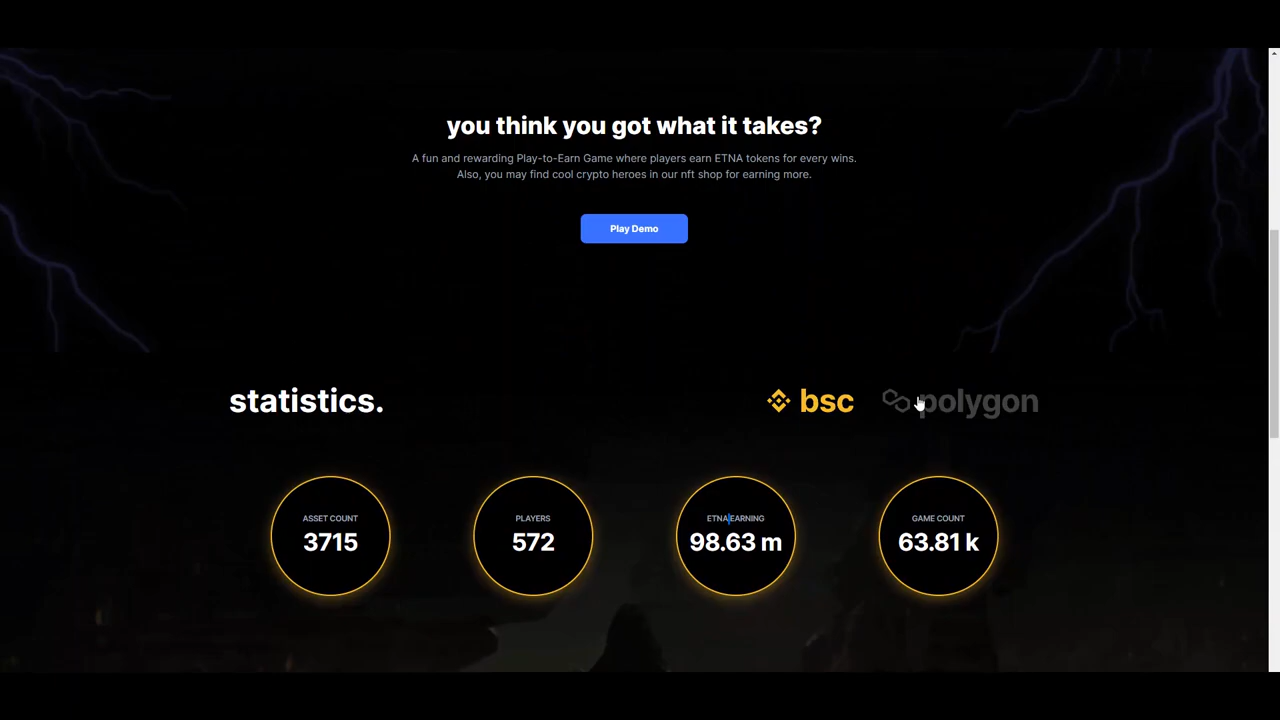 you think you got what it takes?
A fun and rewarding Play-to-Earn Game where players earn ETNA tokens for every wins.
Also, you may find cool crypto heroes in our nft shop for earning more.
Play Demo
statistics.
bsc
polygon
ASSET COUNT
3715
PLAYERS
572
ETNA EARNING
98.63 m
GAME COUNT
63.81 k